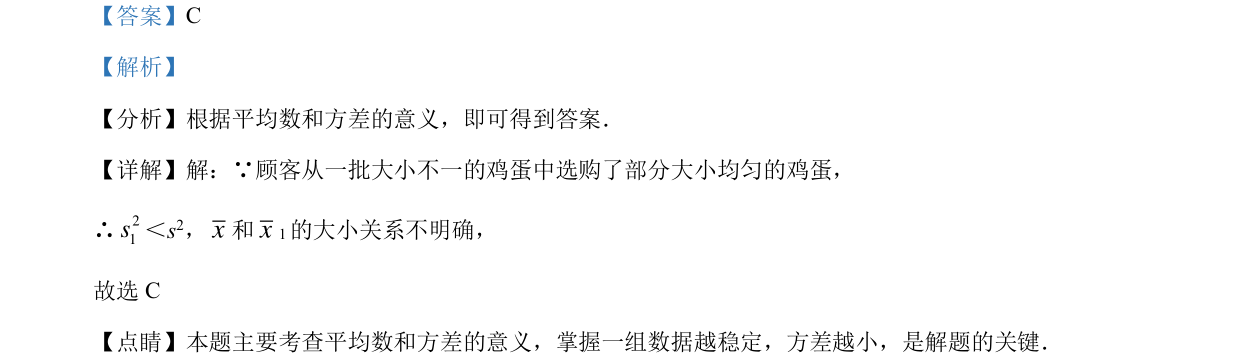 【答案】C
【解析】
【分析】根据平均数和方差的意义，即可得到答案．
【详解】解：∵顾客从一批大小不一的鸡蛋中选购了部分大小均匀的鸡蛋，
∴ s₁²＜s²， x̄ 和 x̄ ₁的大小关系不明确，
故选 C
【点睛】本题主要考查平均数和方差的意义，掌握一组数据越稳定，方差越小，是解题的关键．